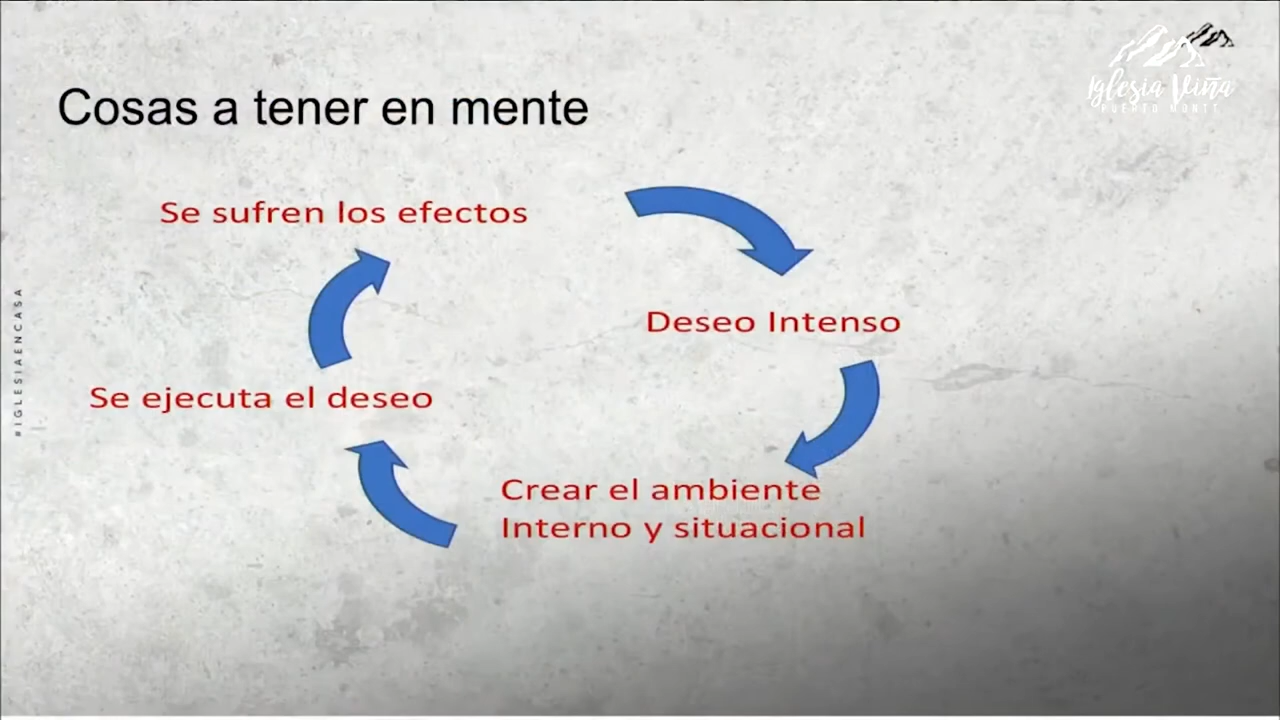 Iglesia Viña
PUERTO MONTT
Cosas a tener en mente
Se sufren los efectos
Deseo Intenso
#IGLESIAENCASA
Se ejecuta el deseo
Crear el ambiente
Interno y situacional